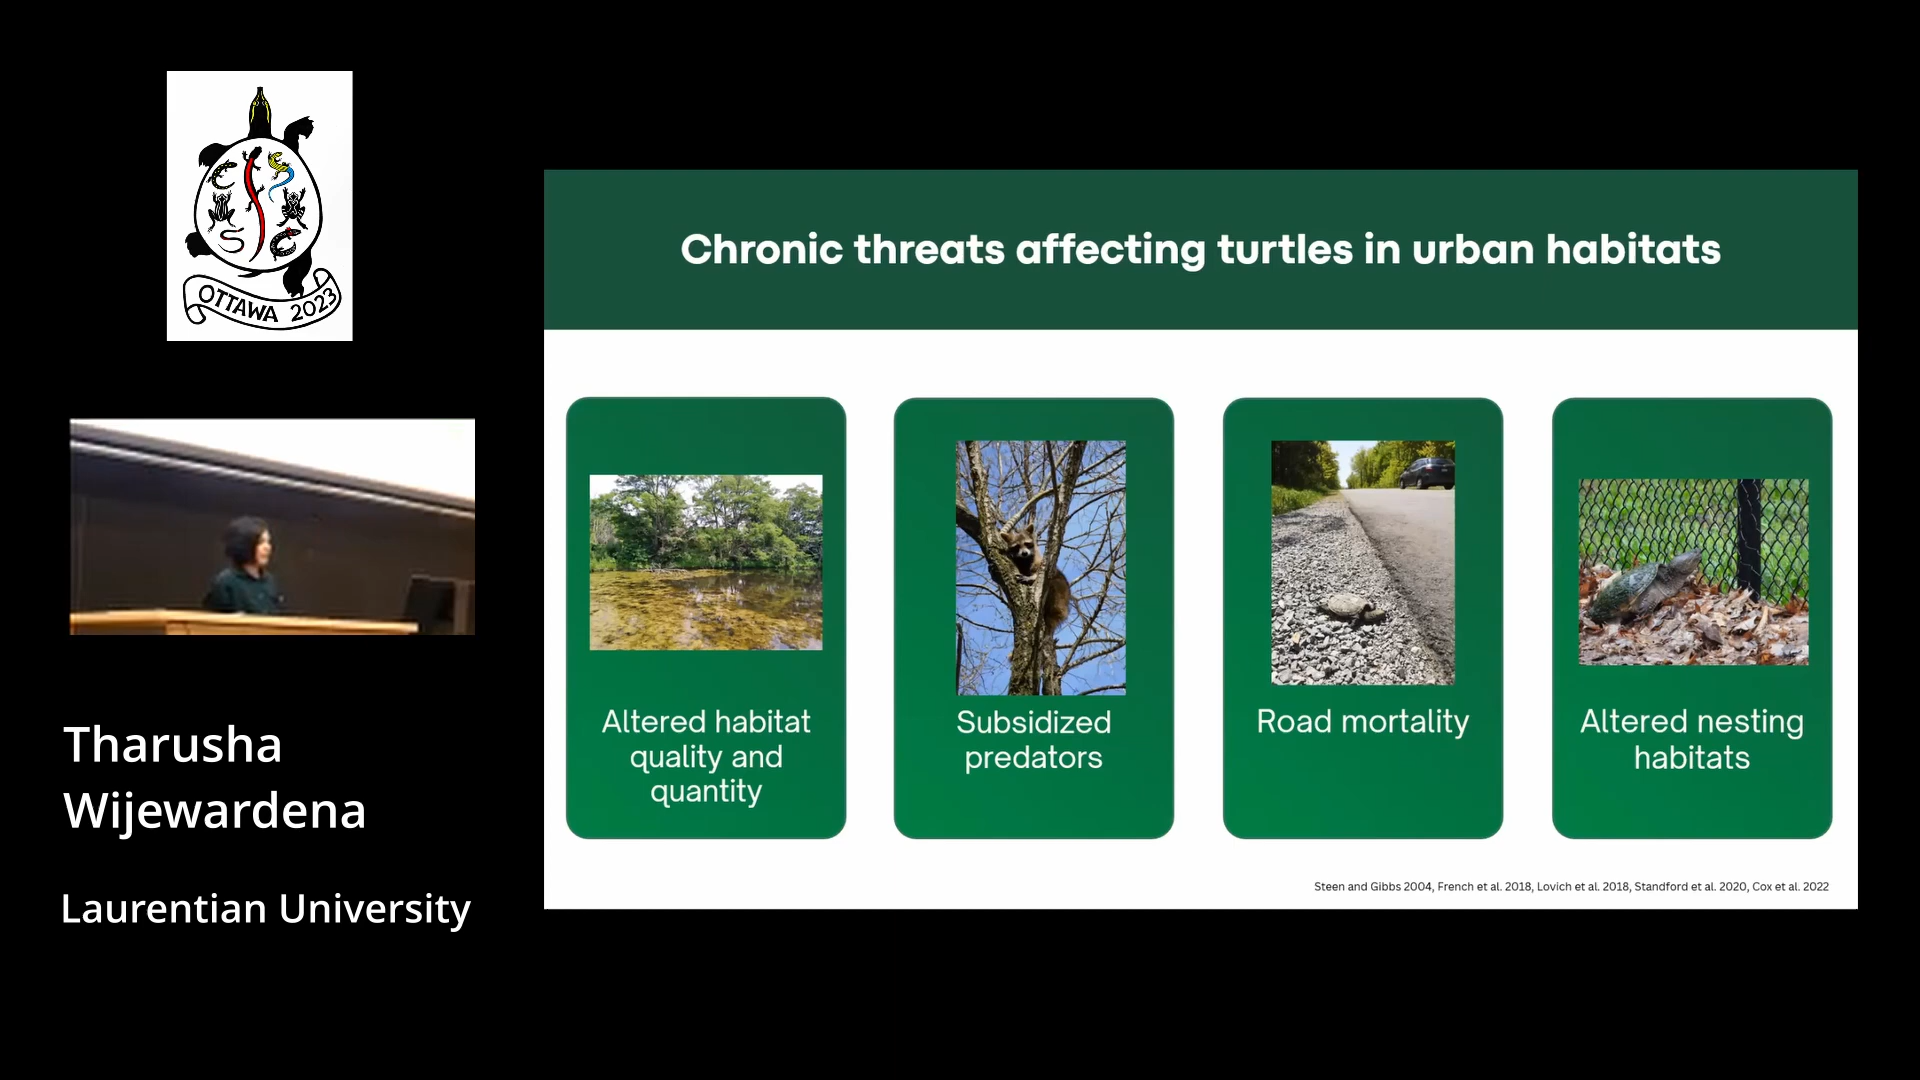 OTTAWA 2023
Tharusha
Wijewardena
Laurentian University
Chronic threats affecting turtles in urban habitats
Altered habitat
quality and
quantity
Subsidized
predators
Road mortality
Altered nesting
habitats
Steen and Gibbs 2004, French et al. 2018, Lovich et al. 2018, Standford et al. 2020, Cox et al. 2022